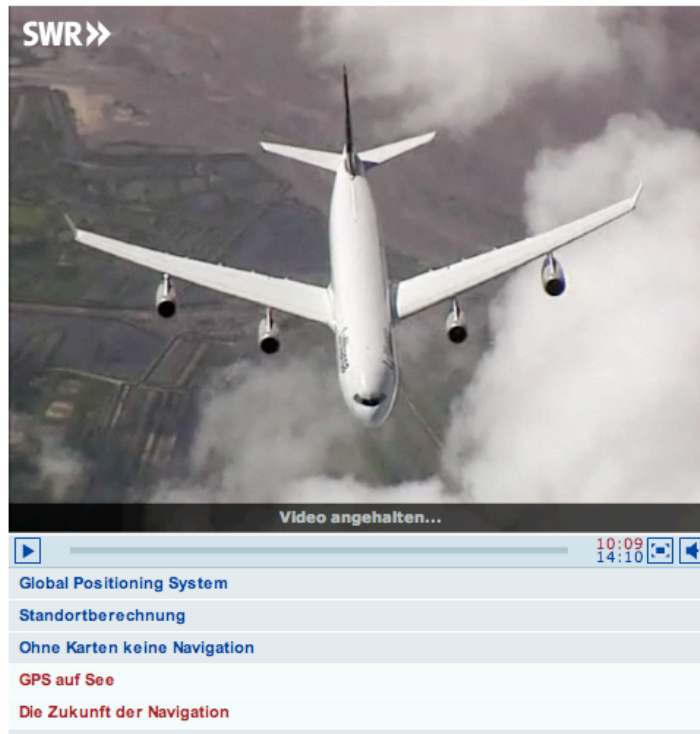 SWR»
Video angehalten...
10:09
14:10
Global Positioning System
Standortberechnung
Ohne Karten keine Navigation
GPS auf See
Die Zukunft der Navigation